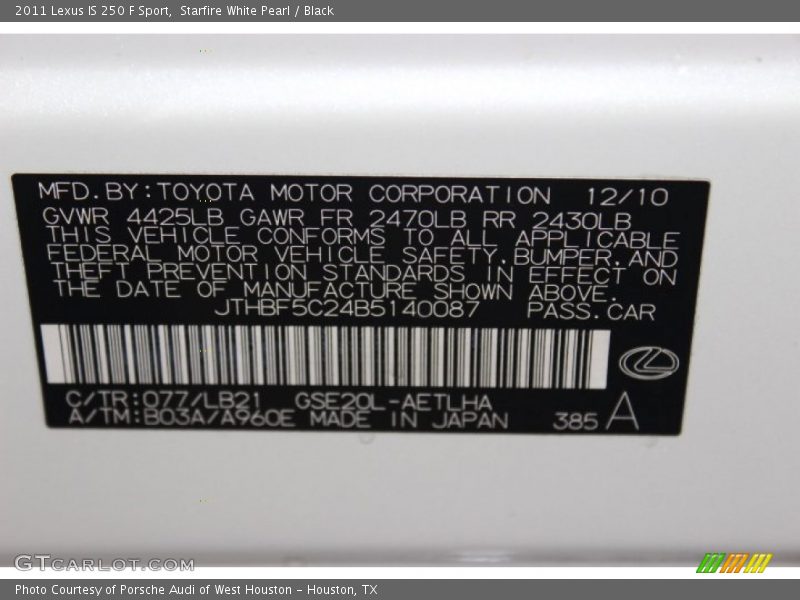 2011 Lexus IS 250 F Sport,  Starfire White Pearl / Black
MFD.BY:TOYOTA MOTOR CORPORATION 12/10
GVWR 4425LB GAWR FR 2470LB RR 2430LB
THIS VEHICLE CONFORMS TO ALL APPLICABLE
FEDERAL MOTOR VEHICLE SAFETY,BUMPER,AND
THEFT PREVENTION STANDARDS IN EFFECT ON
THE DATE OF MANUFACTURE SHOWN ABOVE.
JTHBF5C24B5140087 PASS.CAR
C/TR:077/LB21 GSE20L-AETLHA
A/TM:B03A/A960E MADE IN JAPAN 385 A
GTCARLOT.COM
Photo Courtesy of Porsche Audi of West Houston – Houston, TX